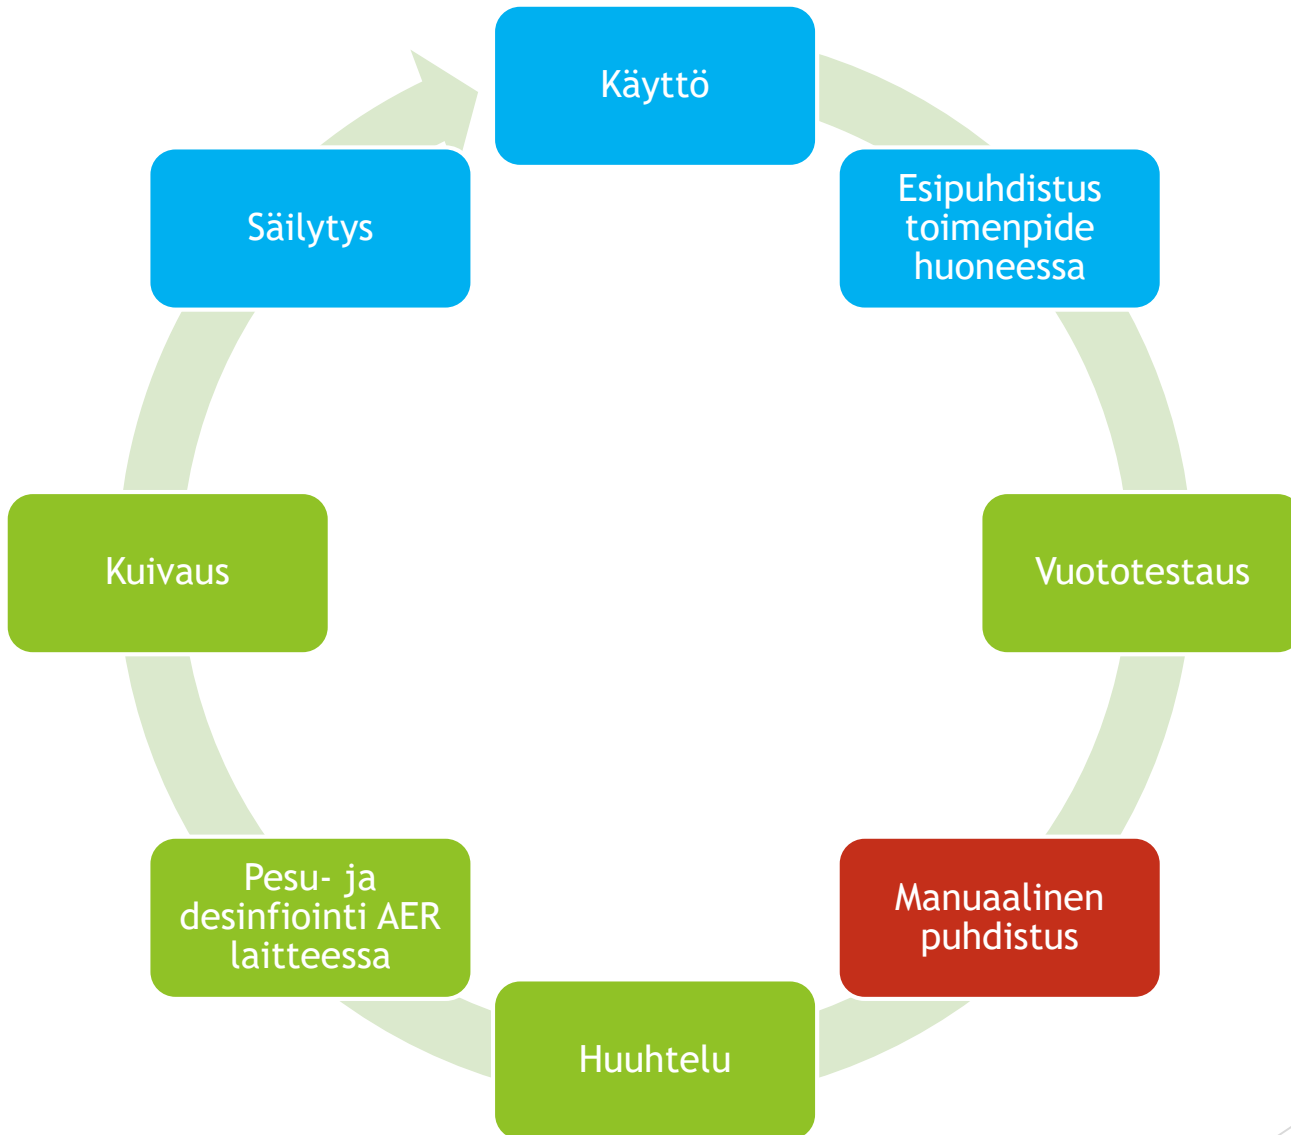 Käyttö
Esipuhdistus
toimenpide
huoneessa
Vuototestaus
Manuaalinen
puhdistus
Huuhtelu
Pesu- ja
desinfiointi AER
laitteessa
Kuivaus
Säilytys